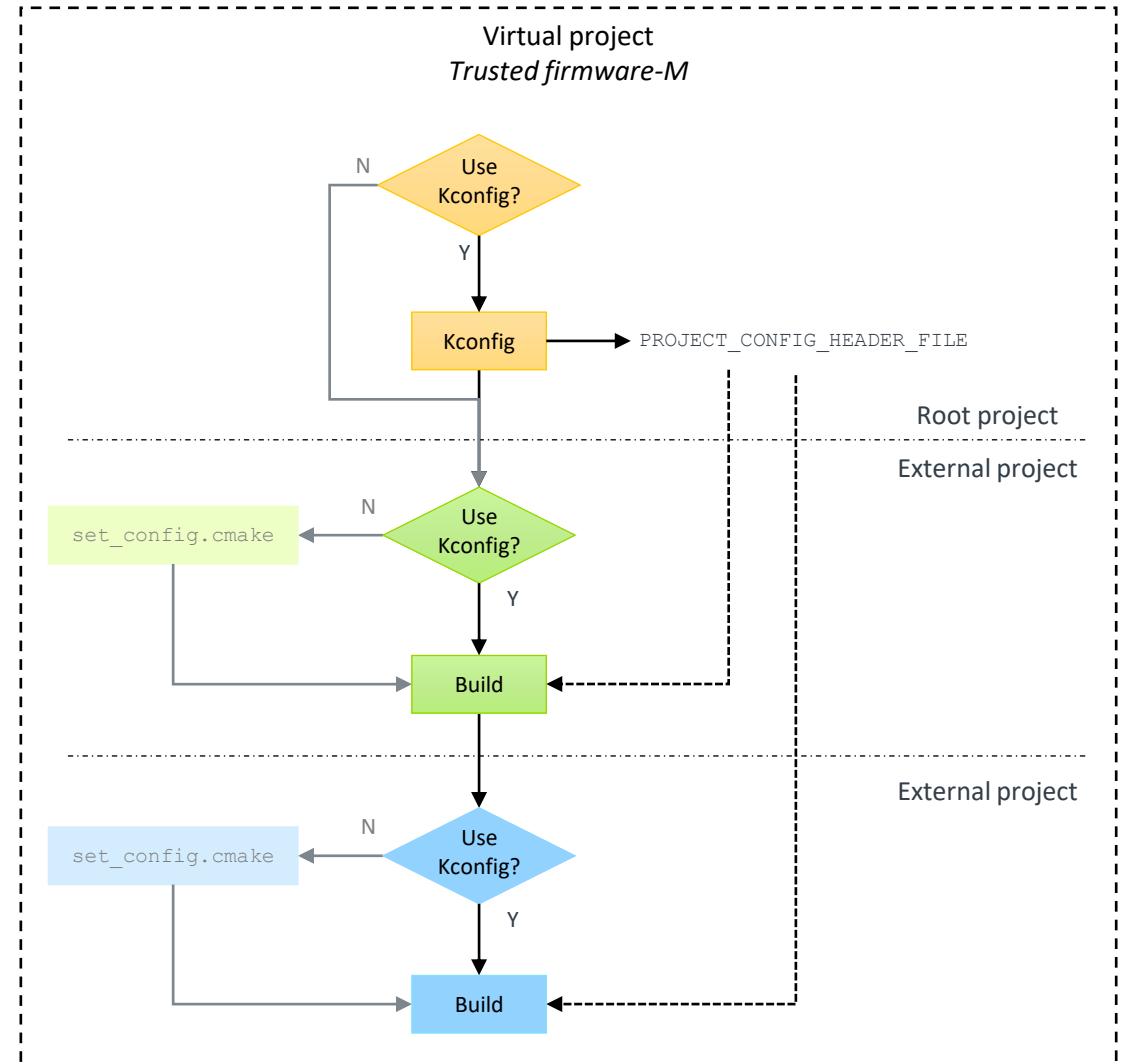 Virtual project
Trusted firmware-M
N
Use
Kconfig?
Y
Kconfig
PROJECT_CONFIG_HEADER_FILE
Root project
External project
N
Use
Kconfig?
set_config.cmake
Y
Build
External project
N
Use
Kconfig?
set_config.cmake
Y
Build